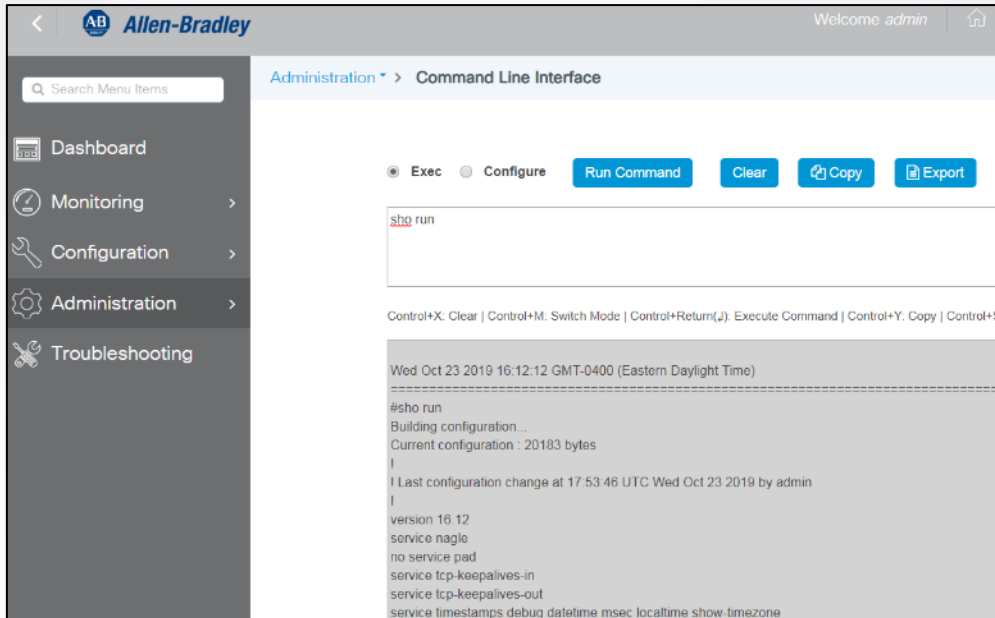 AB Allen-Bradley
Welcome admin
Search Menu Items
Administration > Command Line Interface
Dashboard
Monitoring >
Configuration >
Administration >
Troubleshooting
Exec Configure Run Command Clear Copy Export
sho run
Control+X: Clear | Control+M: Switch Mode | Control+Return(↲): Execute Command | Control+Y: Copy | Control+S
Wed Oct 23 2019 16:12:12 GMT-0400 (Eastern Daylight Time)
#sho run
Building configuration...
Current configuration : 20183 bytes
!
! Last configuration change at 17:53:46 UTC Wed Oct 23 2019 by admin
!
version 16.12
service nagle
no service pad
service tcp-keepalives-in
service tcp-keepalives-out
service timestamps debug datetime msec localtime show-timezone